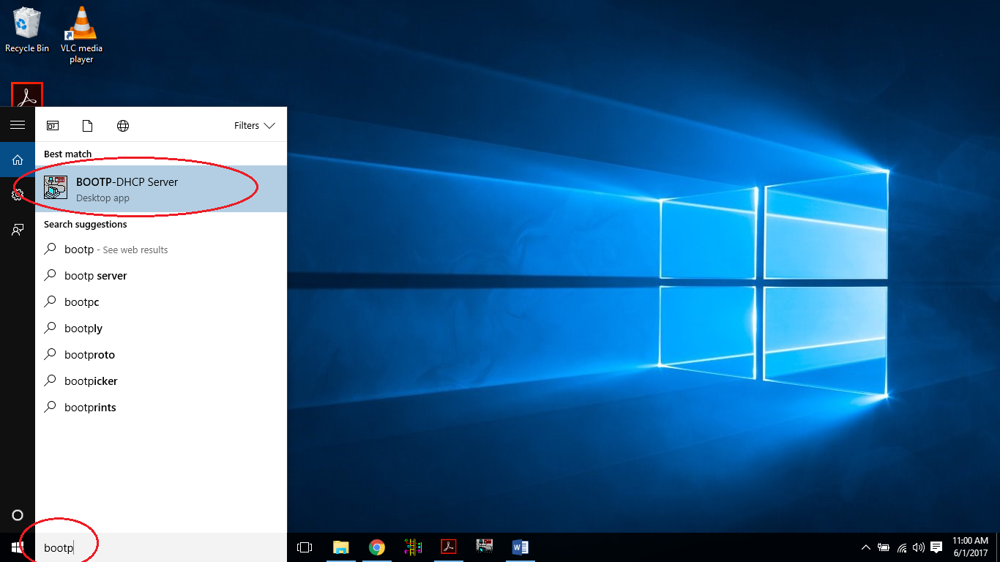 Recycle Bin
VLC media
player
Filters
Best match
BOOTP-DHCP Server
Desktop app
Search suggestions
bootp - See web results
bootp server
bootpc
bootply
bootproto
bootpicker
bootprints
bootp
11:00 AM
6/1/2017